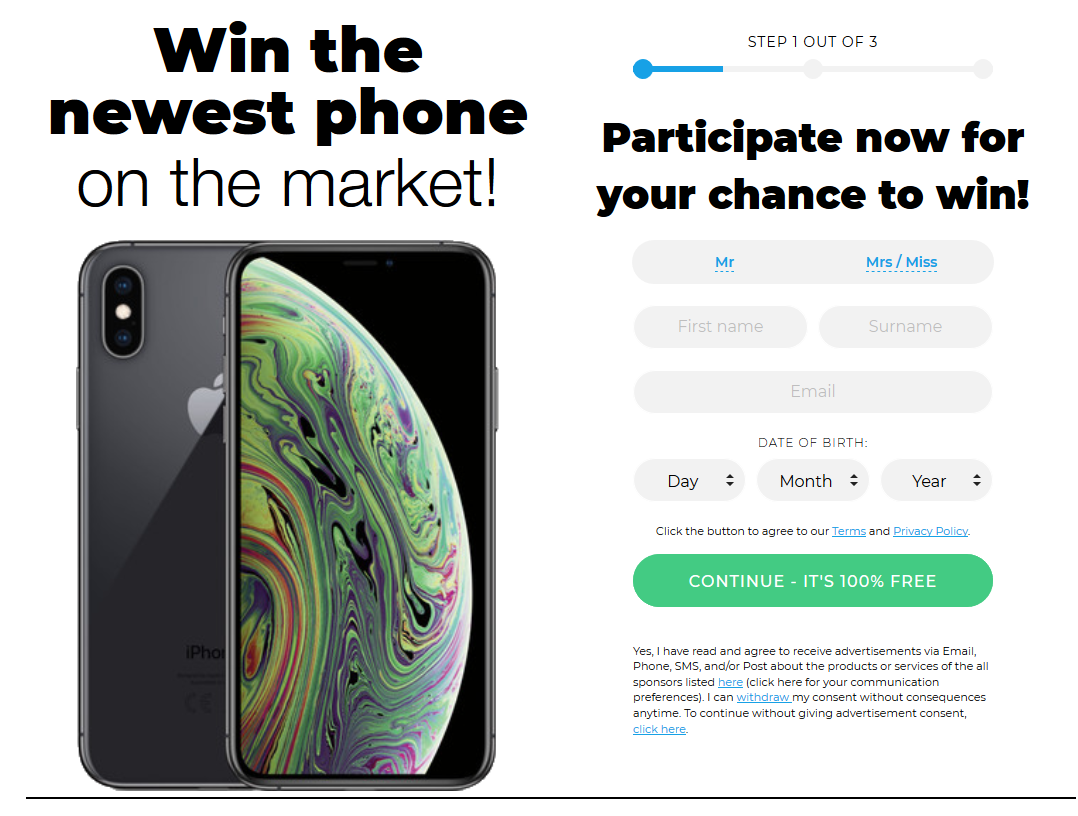 Win the
newest phone
on the market!
STEP 1 OUT OF 3
Participate now for
your chance to win!
Mr
Mrs / Miss
First name
Surname
Email
DATE OF BIRTH:
Day
Month
Year
Click the button to agree to our Terms and Privacy Policy.
CONTINUE - IT'S 100% FREE
Yes, I have read and agree to receive advertisements via Email,
Phone, SMS, and/or Post about the products or services of the all
sponsors listed here (click here for your communication
preferences). I can withdraw my consent without consequences
anytime. To continue without giving advertisement consent,
click here.
iPhon